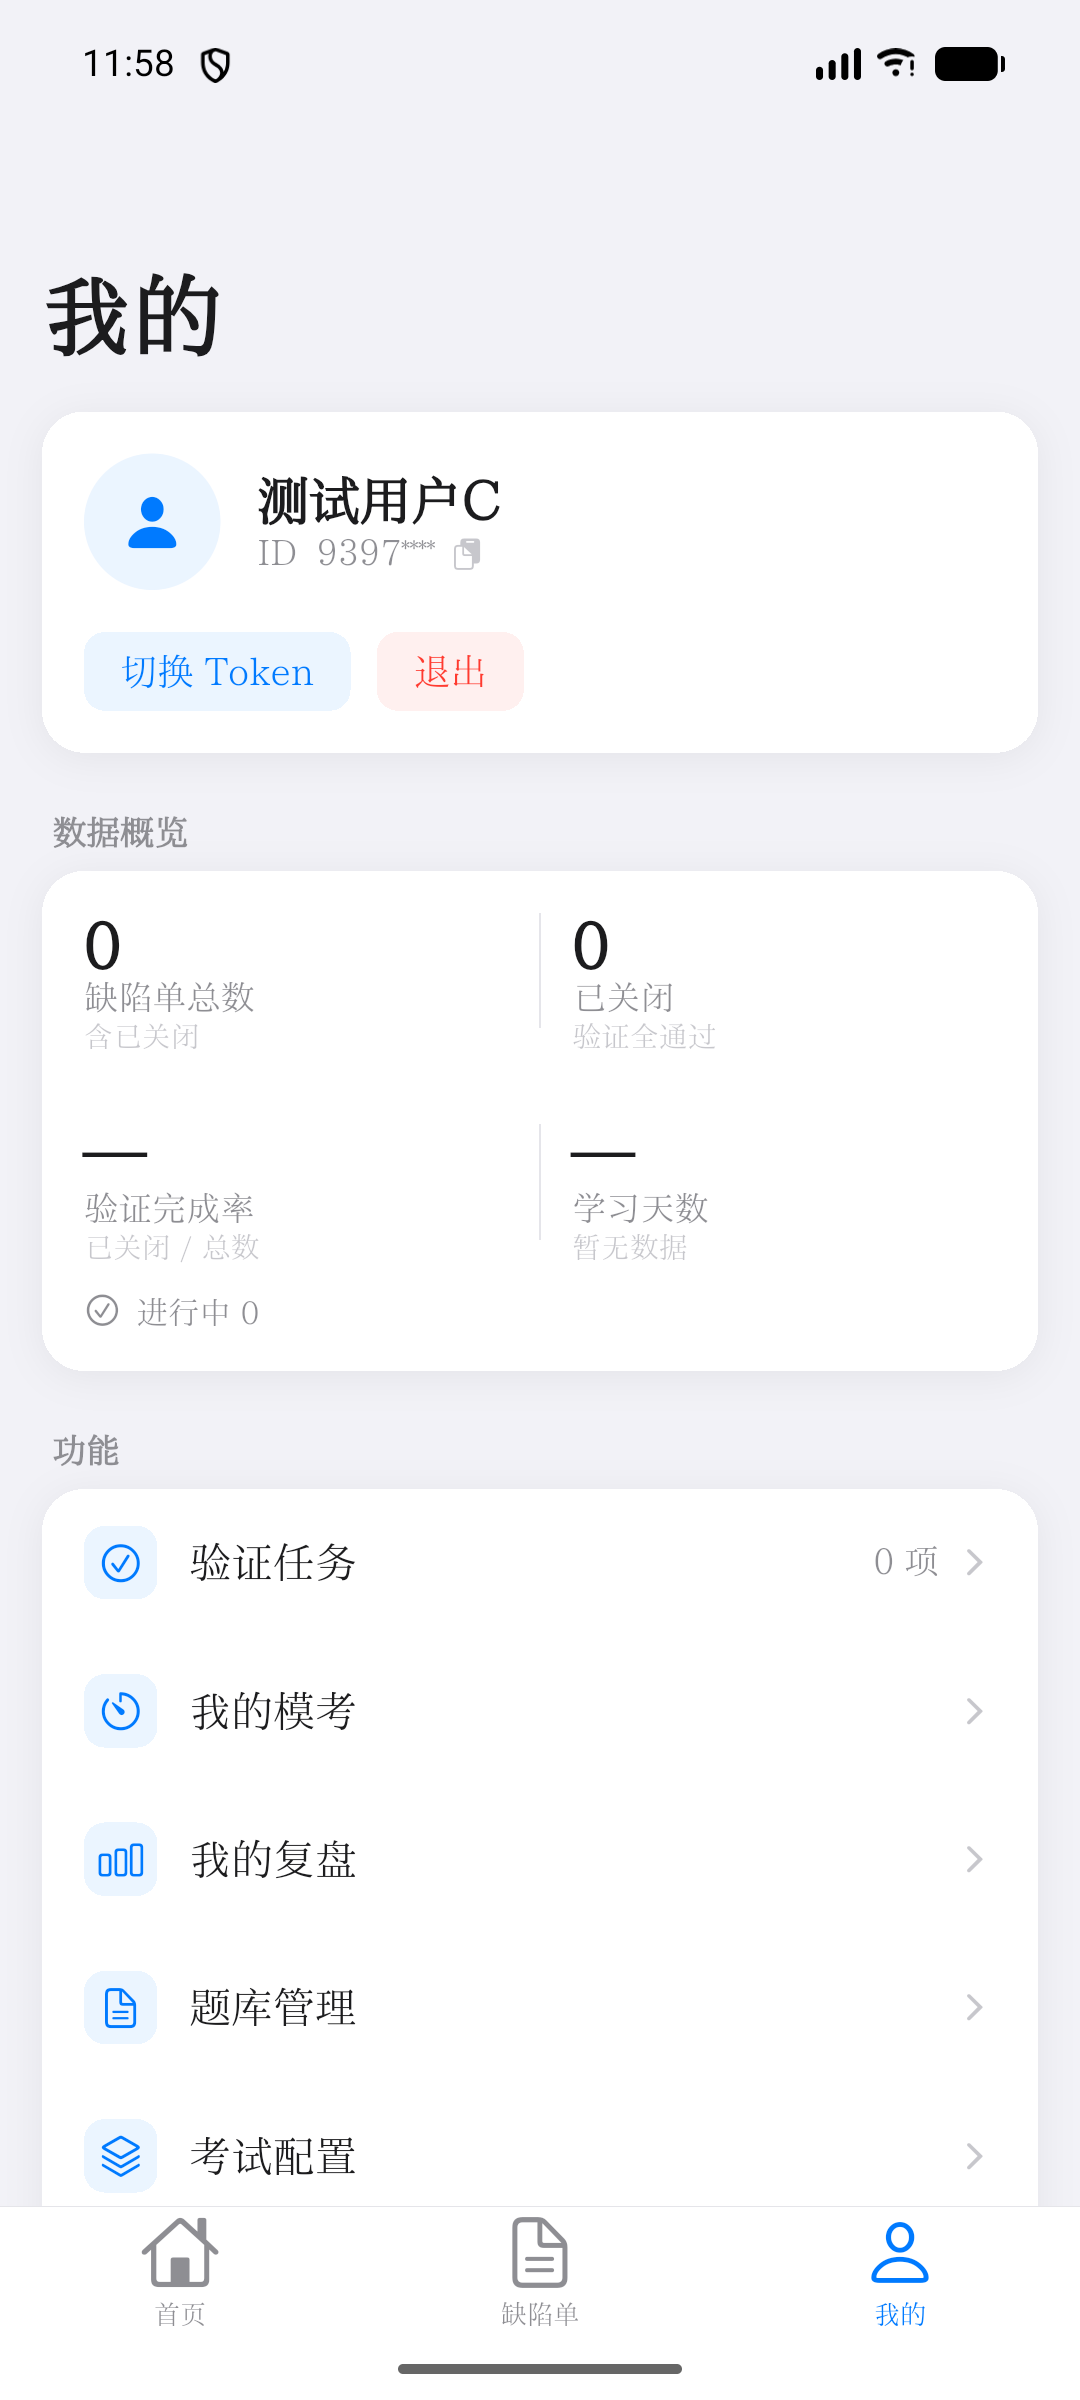 11:58
我的
测试用户C
ID 9397****
切换 Token
退出
数据概览
0
缺陷单总数
含已关闭
0
已关闭
验证全通过
—
验证完成率
已关闭 / 总数
—
学习天数
暂无数据
进行中 0
功能
验证任务
0 项
我的模考
我的复盘
题库管理
考试配置
首页
缺陷单
我的